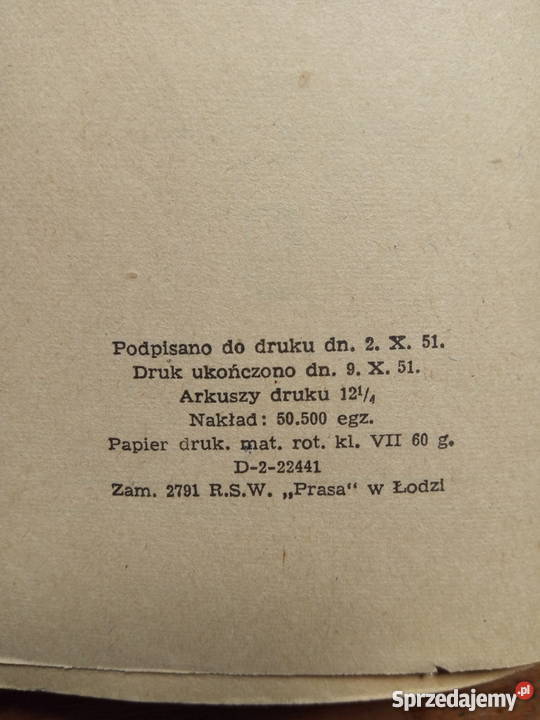 Podpisano do druku dn. 2. X. 51.
Druk ukończono dn. 9. X. 51.
Arkuszy druku 12¹/₄
Nakład: 50.500 egz.
Papier druk. mat. rot. kl. VII 60 g.
D-2-22441
Zam. 2791 R.S.W. „Prasa“ w Łodzi
Sprzedajemy.pl